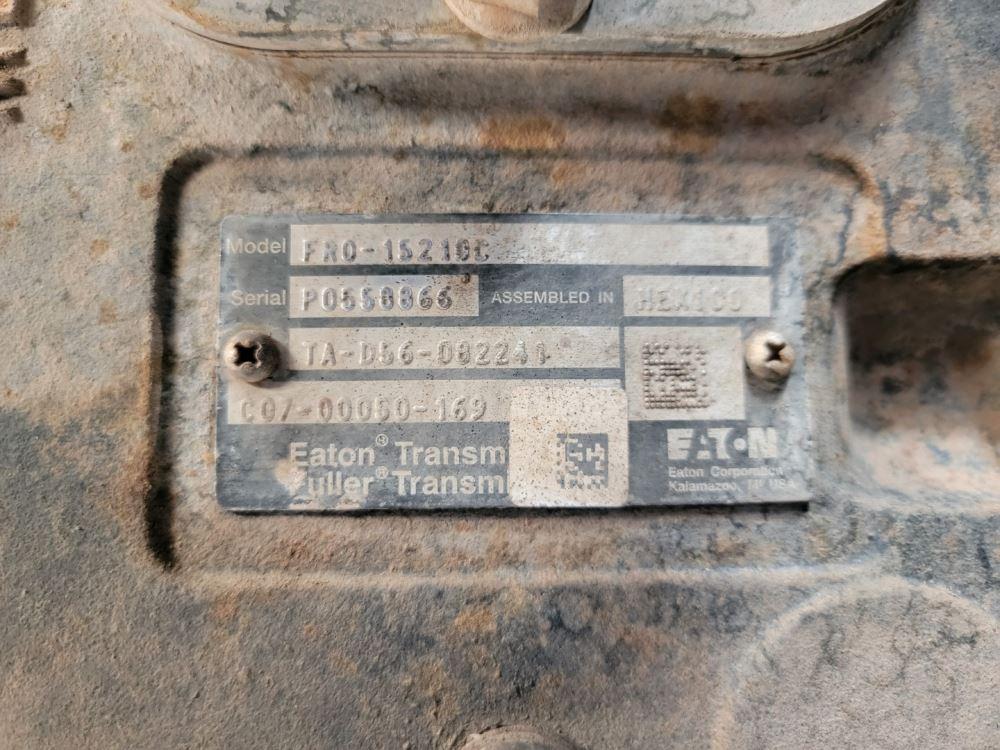 Model FRO-15210C
Serial P0558866 ASSEMBLED IN MEXICO
TA-D56-082241
C07-00050-169
Eaton® Transm
Fuller® Transm
EATON
Eaton Corporation
Kalamazoo, MI USA